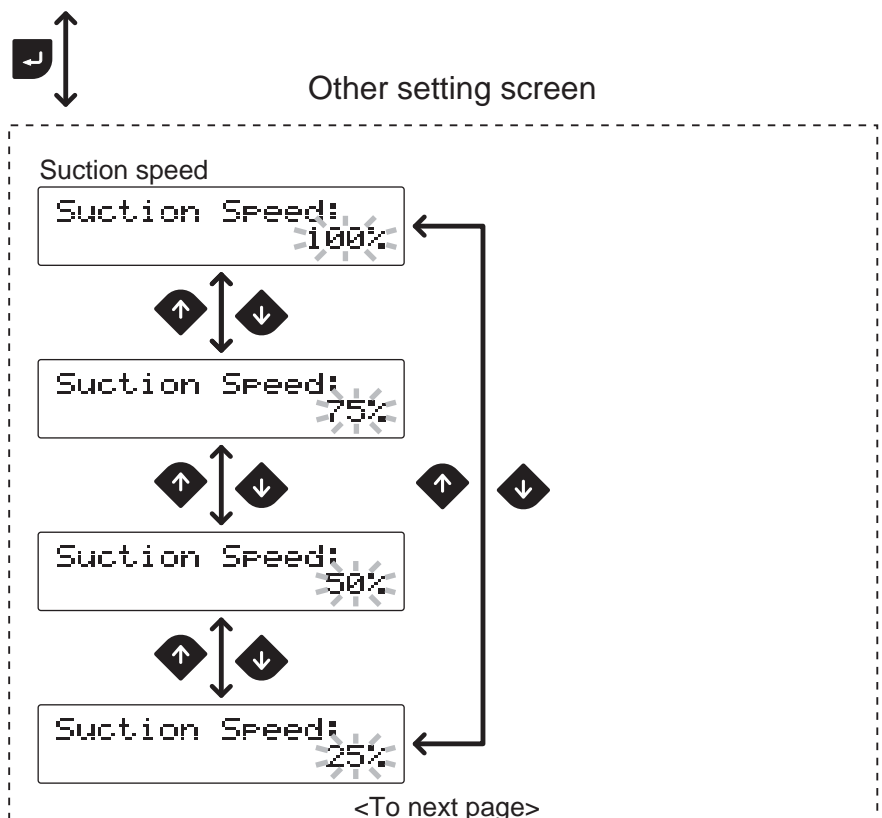 Other setting screen
Suction speed
Suction Speed:
100%
Suction Speed:
75%
Suction Speed:
50%
Suction Speed:
25%
<To next page>